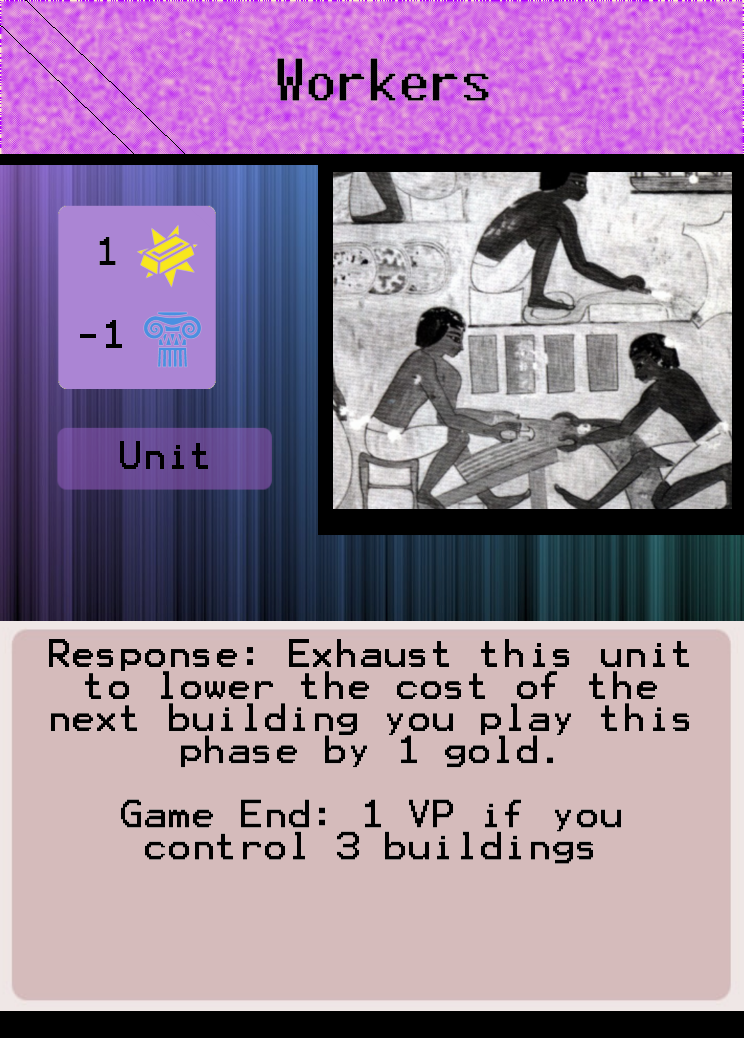 Workers
1
-1
Unit
Response: Exhaust this unit
to lower the cost of the
next building you play this
phase by 1 gold.
Game End: 1 VP if you
control 3 buildings